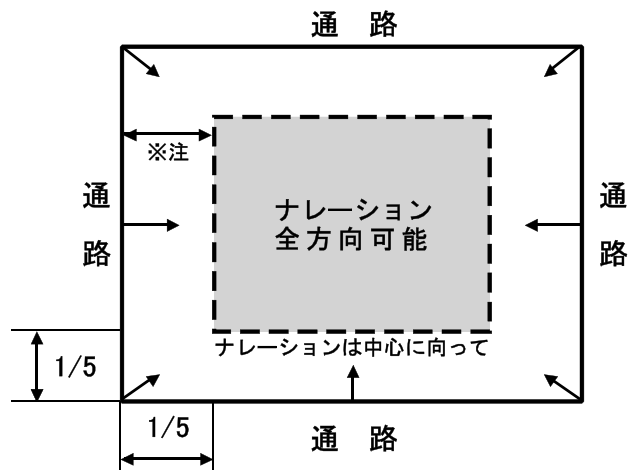 通 路
※注
通
路
ナレーション
全方向可能
通
路
ナレーションは中心に向って
1/5
1/5
通 路